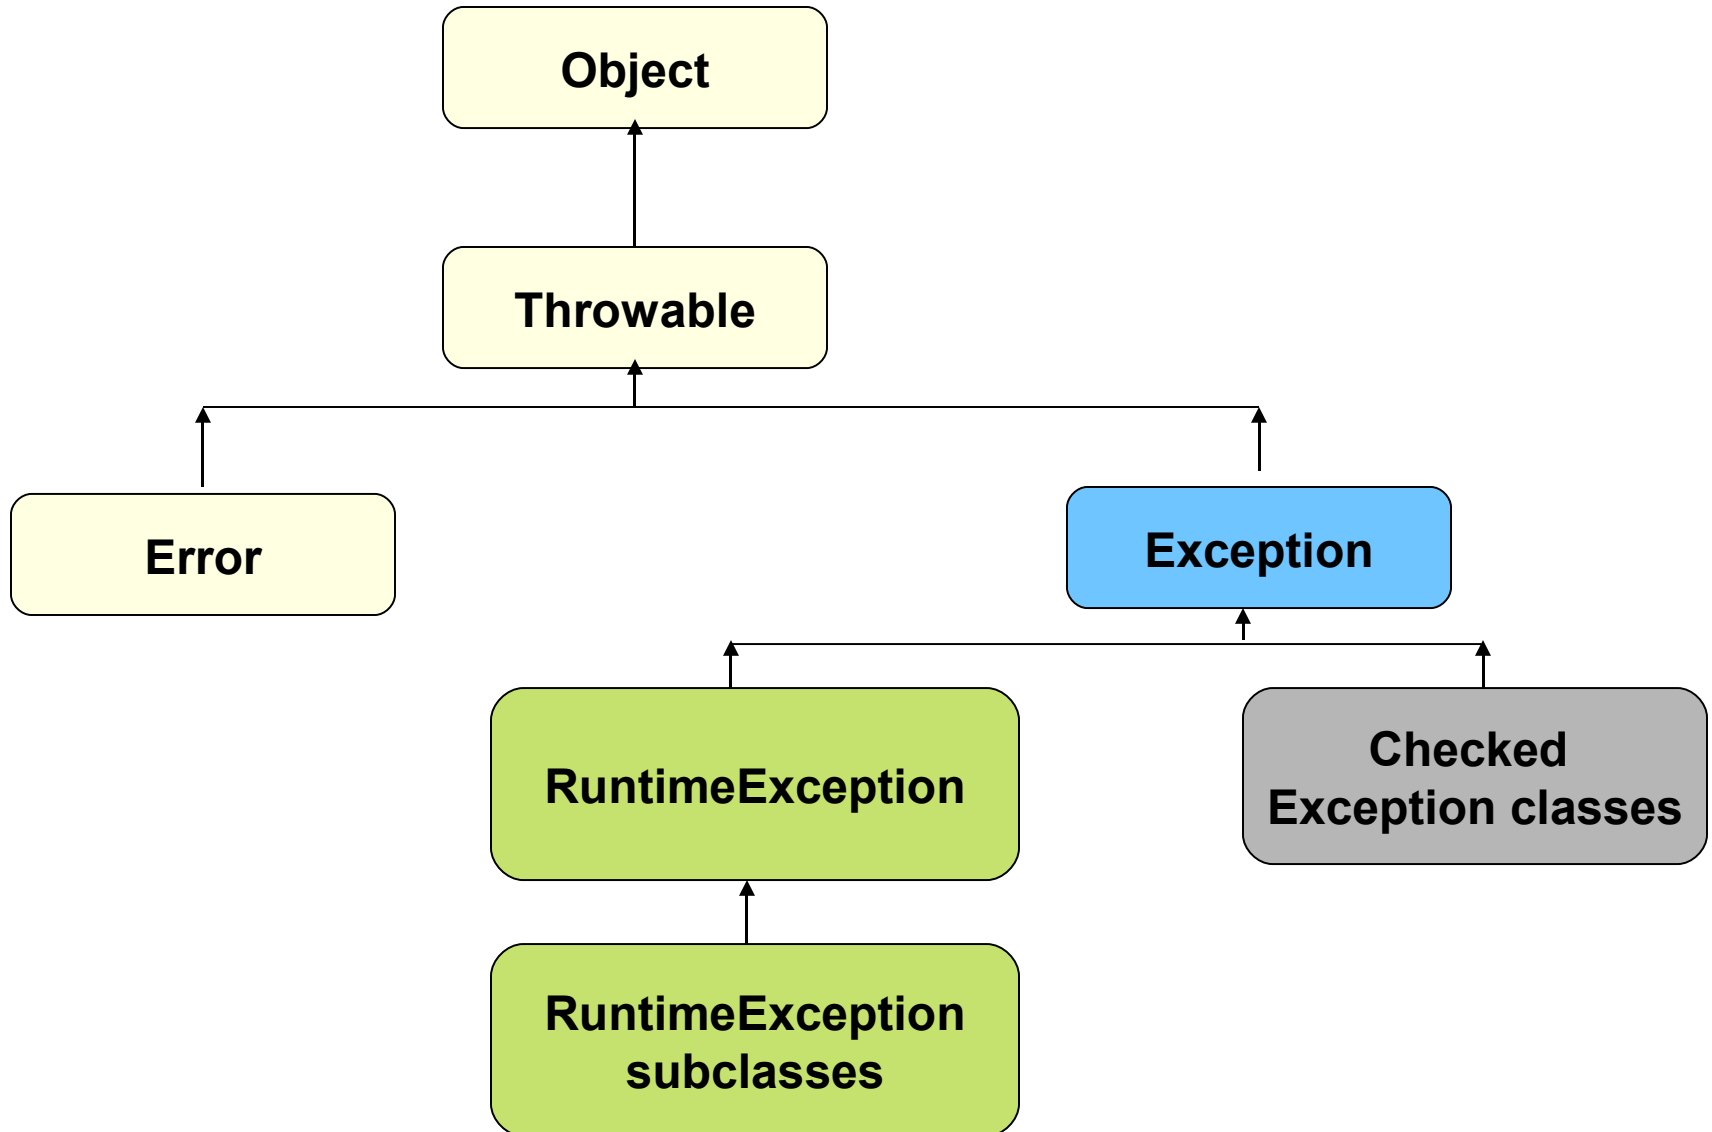 Object
Throwable
Error
Exception
RuntimeException
Checked
Exception classes
RuntimeException
subclasses